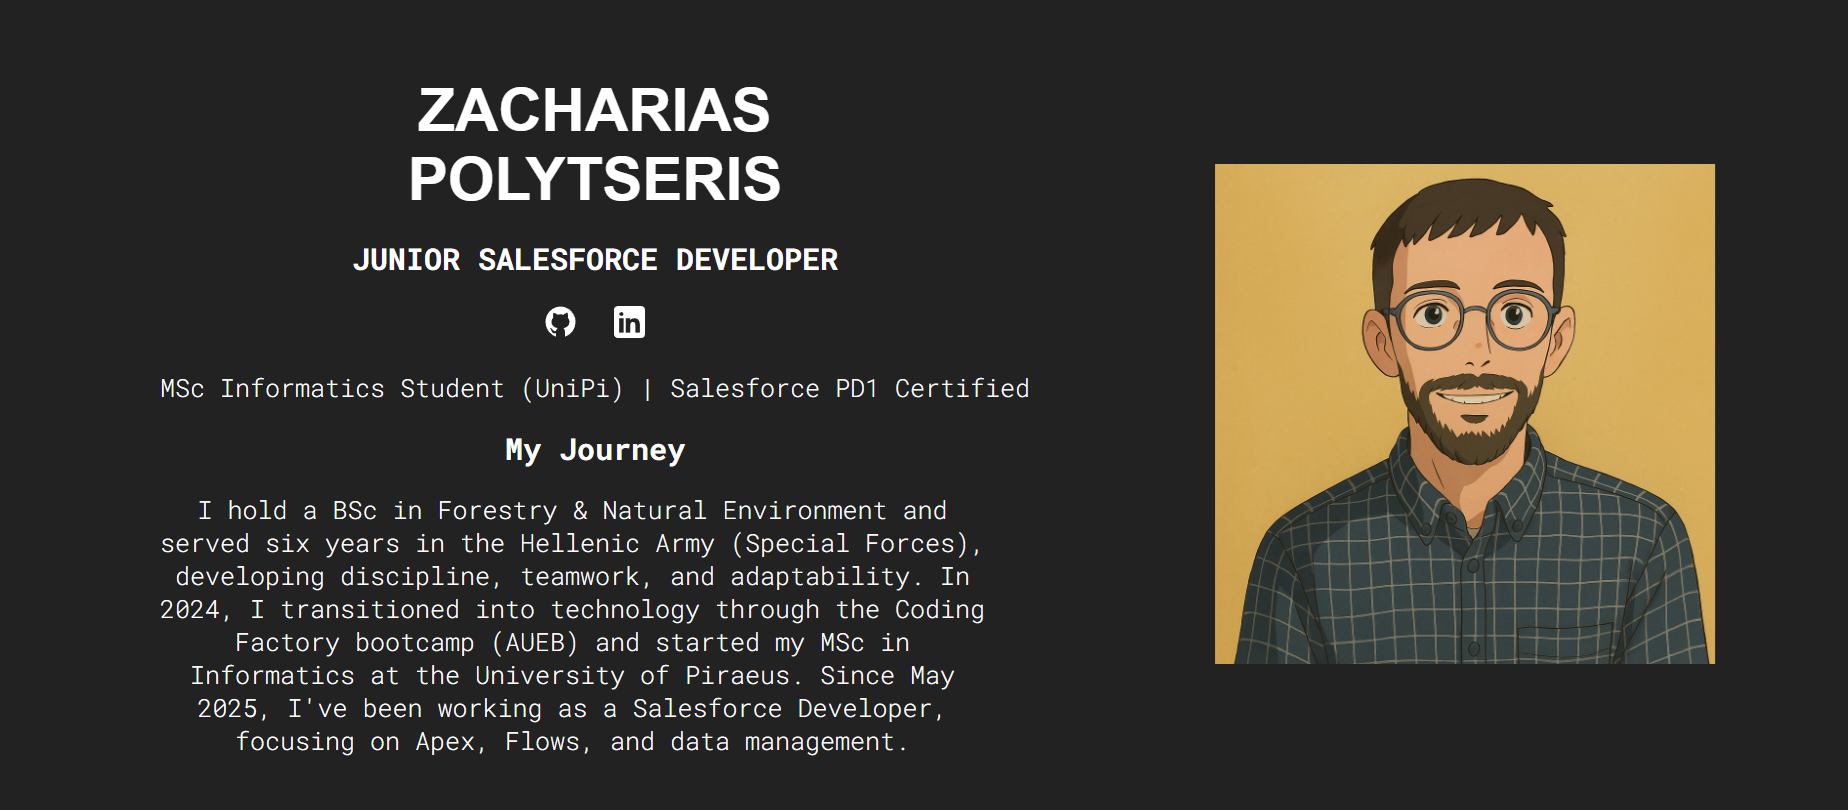 ZACHARIAS
POLYTSERIS
JUNIOR SALESFORCE DEVELOPER
in
MSc Informatics Student (UniPi) | Salesforce PD1 Certified
My Journey
I hold a BSc in Forestry & Natural Environment and
served six years in the Hellenic Army (Special Forces),
developing discipline, teamwork, and adaptability. In
2024, I transitioned into technology through the Coding
Factory bootcamp (AUEB) and started my MSc in
Informatics at the University of Piraeus. Since May
2025, I've been working as a Salesforce Developer,
focusing on Apex, Flows, and data management.